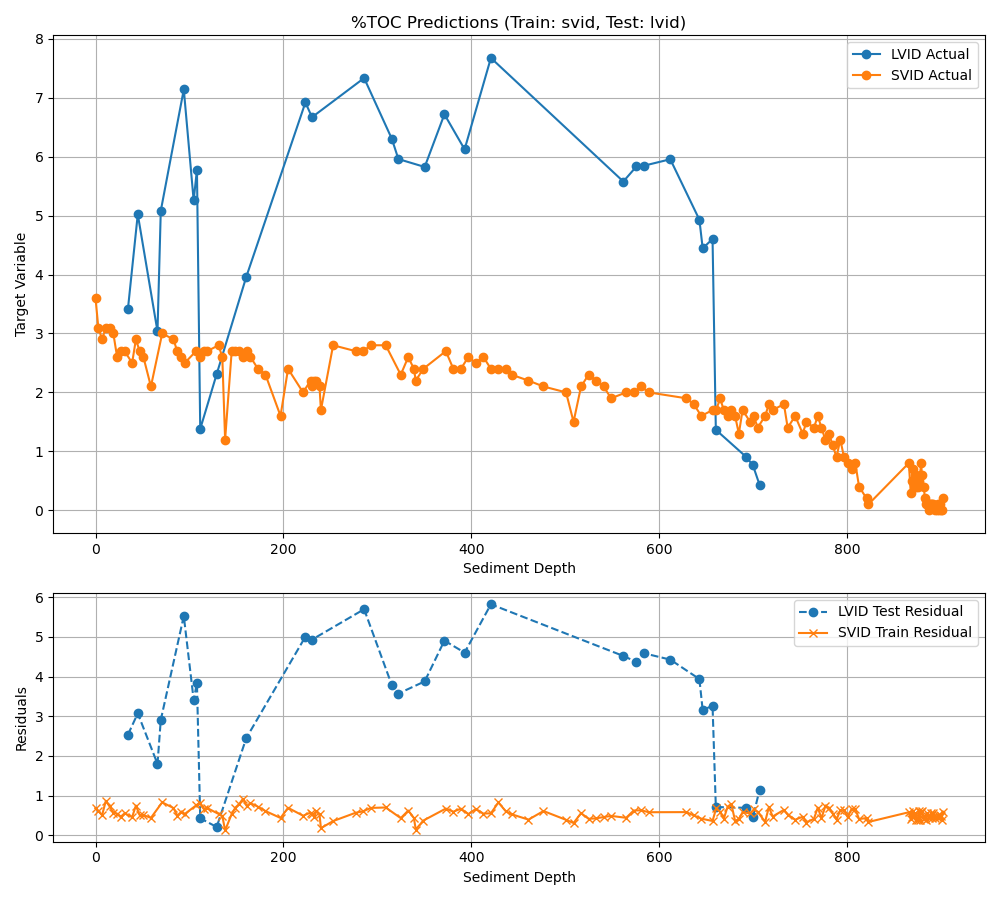 %TOC Predictions (Train: svid, Test: lvid)
LVID Actual
SVID Actual
Target Variable
8
7
6
5
4
3
2
1
0
0 200 400 600 800
Sediment Depth
LVID Test Residual
SVID Train Residual
Residuals
6
5
4
3
2
1
0
0 200 400 600 800
Sediment Depth